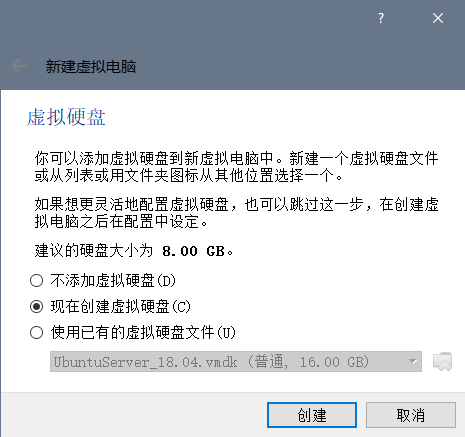 ?
新建虚拟电脑
虚拟硬盘
你可以添加虚拟硬盘到新虚拟电脑中。新建一个虚拟硬盘文件
或从列表或用文件夹图标从其他位置选择一个。
如果想更灵活地配置虚拟硬盘，也可以跳过这一步，在创建虚
拟电脑之后在配置中设定。
建议的硬盘大小为 8.00 GB。
不添加虚拟硬盘(D)
现在创建虚拟硬盘(C)
使用已有的虚拟硬盘文件(U)
UbuntuServer_18.04.vmdk (普通, 16.00 GB)
创建
取消